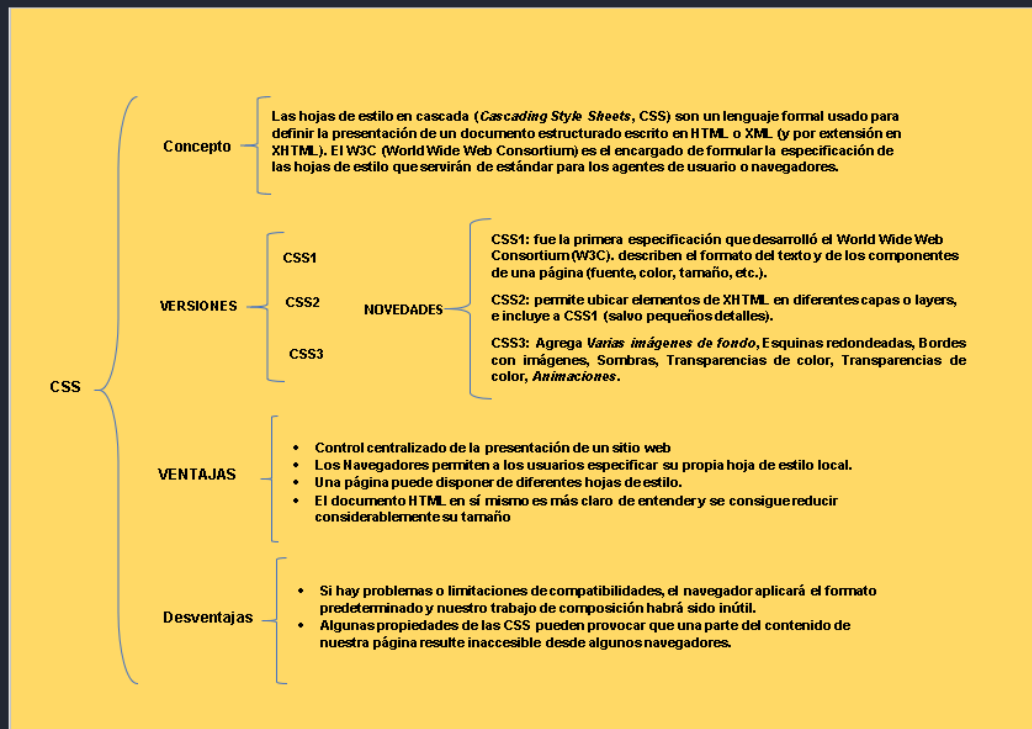 Concepto
Las hojas de estilo en cascada (Cascading Style Sheets, CSS) son un lenguaje formal usado para
definir la presentación de un documento estructurado escrito en HTML o XML (y por extensión en
XHTML). El W3C (World Wide Web Consortium) es el encargado de formular la especificación de
las hojas de estilo que servirán de estándar para los agentes de usuario o navegadores.
CSS
VERSIONES
CSS1
CSS2
CSS3
NOVEDADES
CSS1: fue la primera especificación que desarrolló el World Wide Web
Consortium (W3C). describen el formato del texto y de los componentes
de una página (fuente, color, tamaño, etc.).
CSS2: permite ubicar elementos de XHTML en diferentes capas o layers,
e incluye a CSS1 (salvo pequeños detalles).
CSS3: Agrega Varias imágenes de fondo, Esquinas redondeadas, Bordes
con imágenes, Sombras, Transparencias de color, Transparencias de
color, Animaciones.
VENTAJAS
• Control centralizado de la presentación de un sitio web
• Los Navegadores permiten a los usuarios especificar su propia hoja de estilo local.
• Una página puede disponer de diferentes hojas de estilo.
• El documento HTML en sí mismo es más claro de entender y se consigue reducir
considerablemente su tamaño
Desventajas
• Si hay problemas o limitaciones de compatibilidades, el navegador aplicará el formato
predeterminado y nuestro trabajo de composición habrá sido inútil.
• Algunas propiedades de las CSS pueden provocar que una parte del contenido de
nuestra página resulte inaccesible desde algunos navegadores.